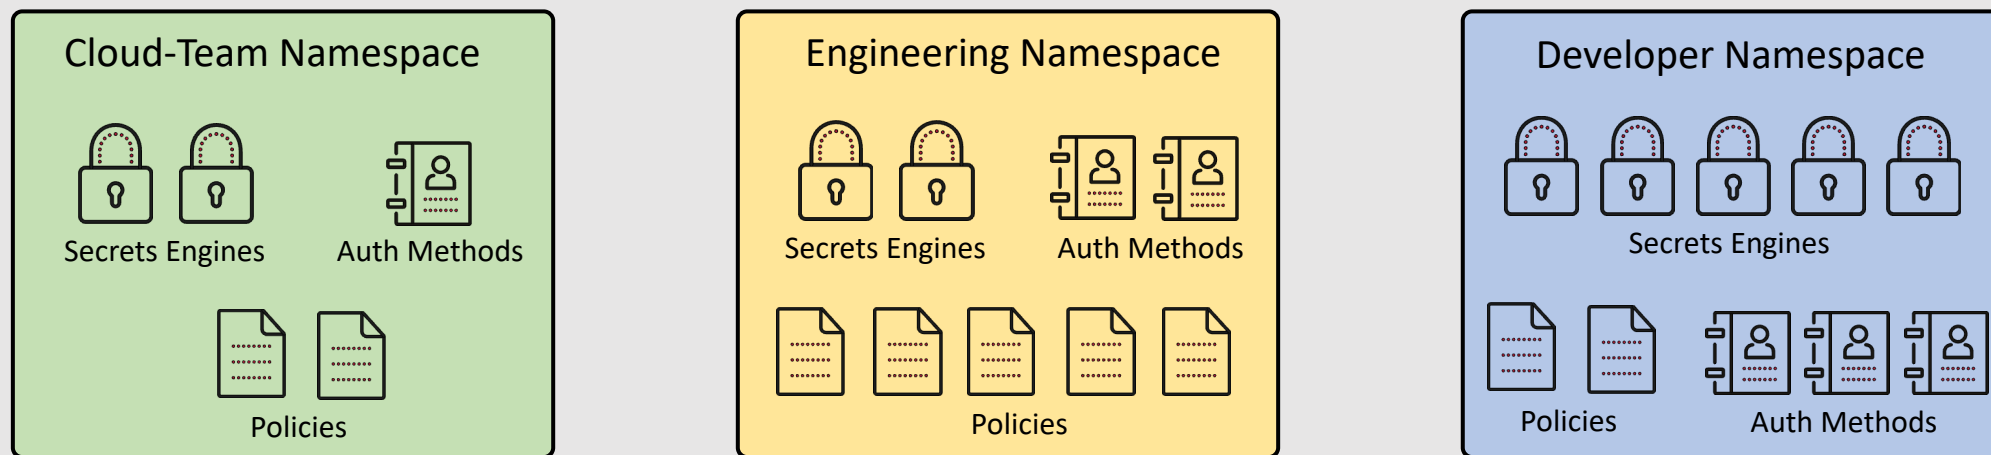 Cloud-Team Namespace
Secrets Engines
Auth Methods
Policies
Engineering Namespace
Secrets Engines
Auth Methods
Policies
Developer Namespace
Secrets Engines
Policies
Auth Methods